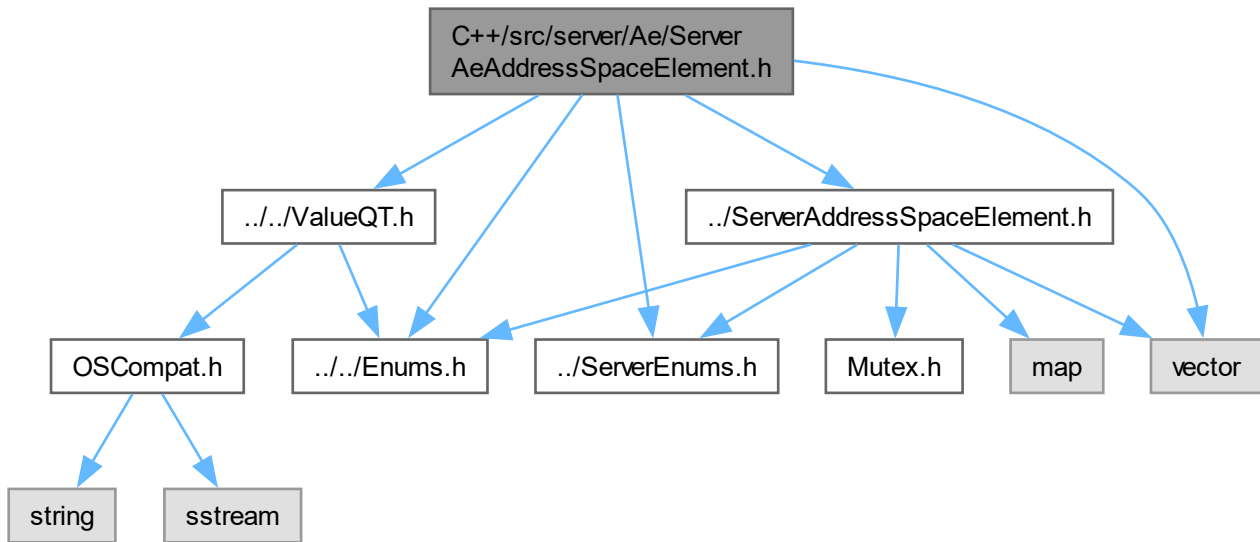 C++/src/server/Ae/Server
AeAddressSpaceElement.h
../../ValueQT.h
../ServerAddressSpaceElement.h
OSCompat.h
../../Enums.h
../ServerEnums.h
Mutex.h
map
vector
string
sstream